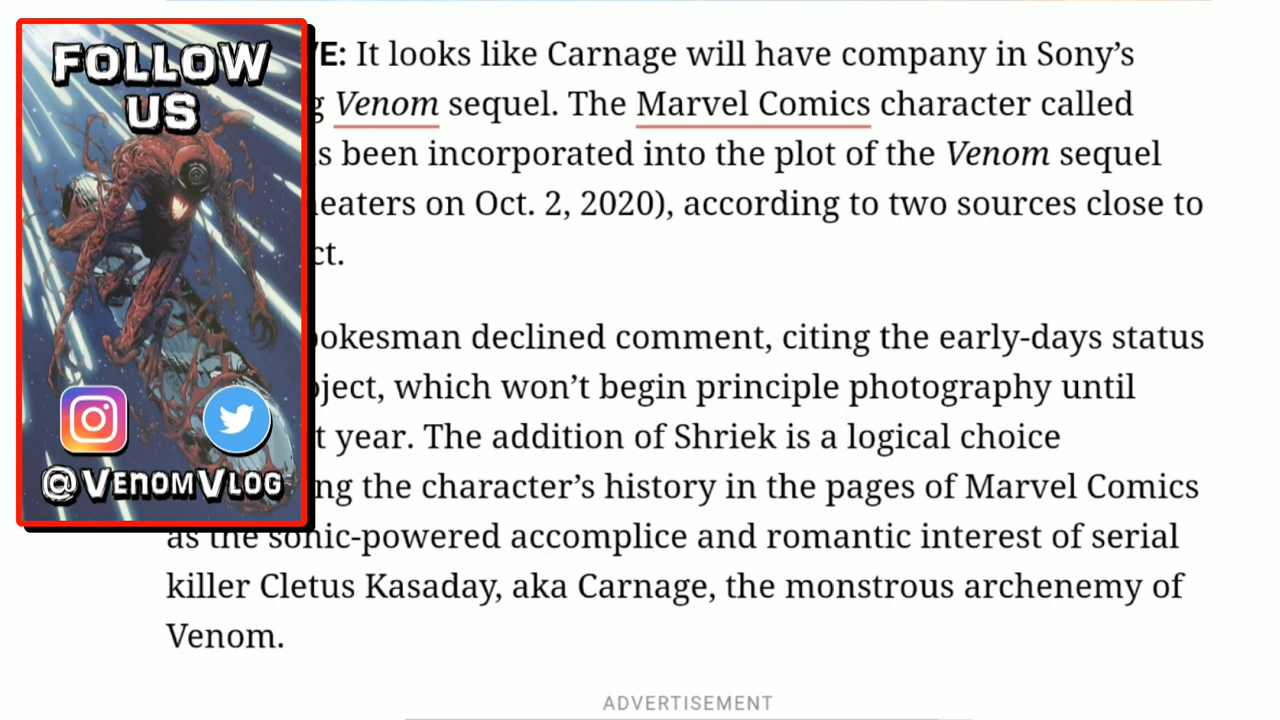 FOLLOW
US
@VENOMVLOG
VE: It looks like Carnage will have company in Sony's
g Venom sequel. The Marvel Comics character called
s been incorporated into the plot of the Venom sequel
eaters on Oct. 2, 2020), according to two sources close to
ct.
okesman declined comment, citing the early-days status
ject, which won't begin principle photography until
t year. The addition of Shriek is a logical choice
ng the character's history in the pages of Marvel Comics
as the sonic-powered accomplice and romantic interest of serial
killer Cletus Kasaday, aka Carnage, the monstrous archenemy of
Venom.
ADVERTISEMENT